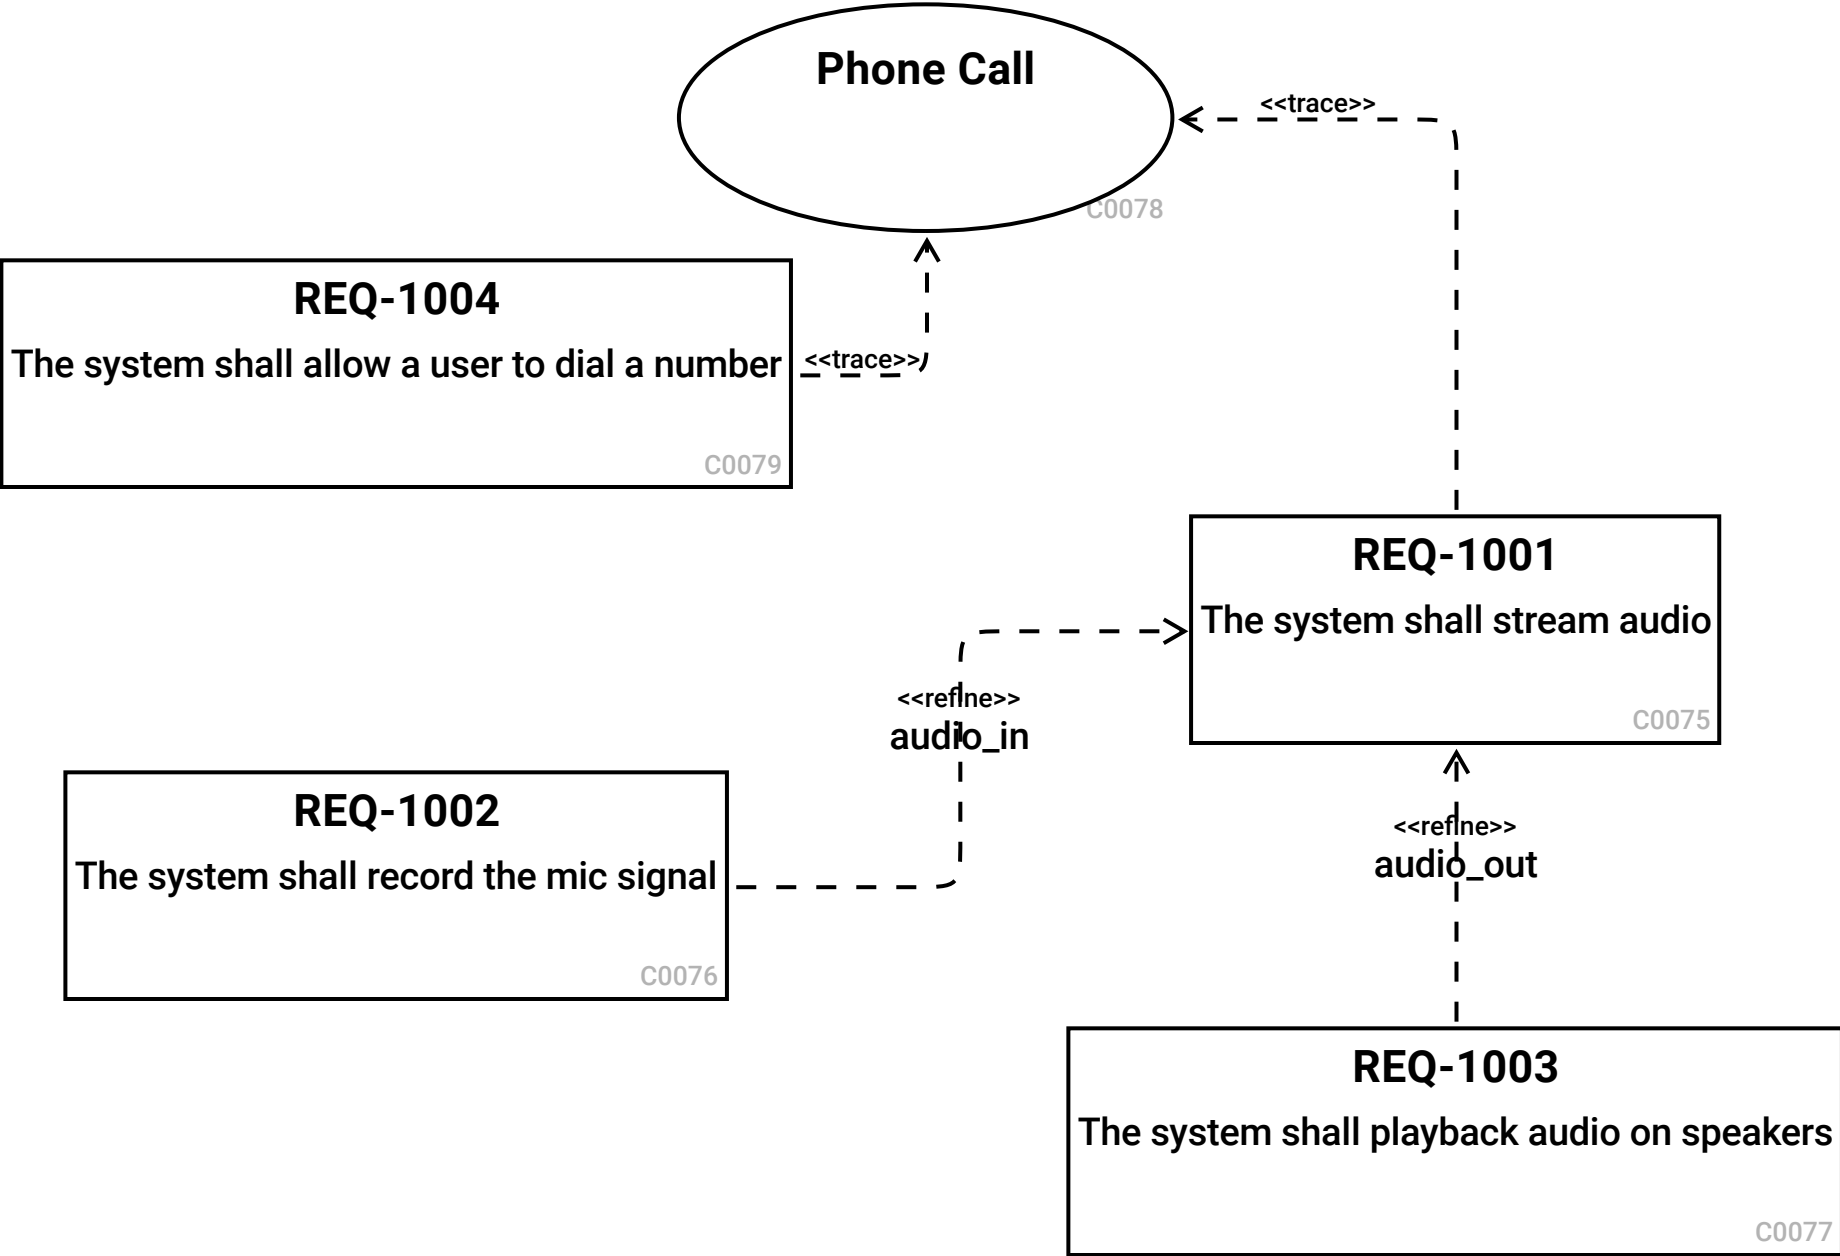 Phone Call
<<trace>>
C0078
REQ-1004
The system shall allow a user to dial a number
<<trace>>
C0079
REQ-1001
The system shall stream audio
C0075
<<refine>>
audio_in
REQ-1002
The system shall record the mic signal
C0076
<<refine>>
audio_out
REQ-1003
The system shall playback audio on speakers
C0077